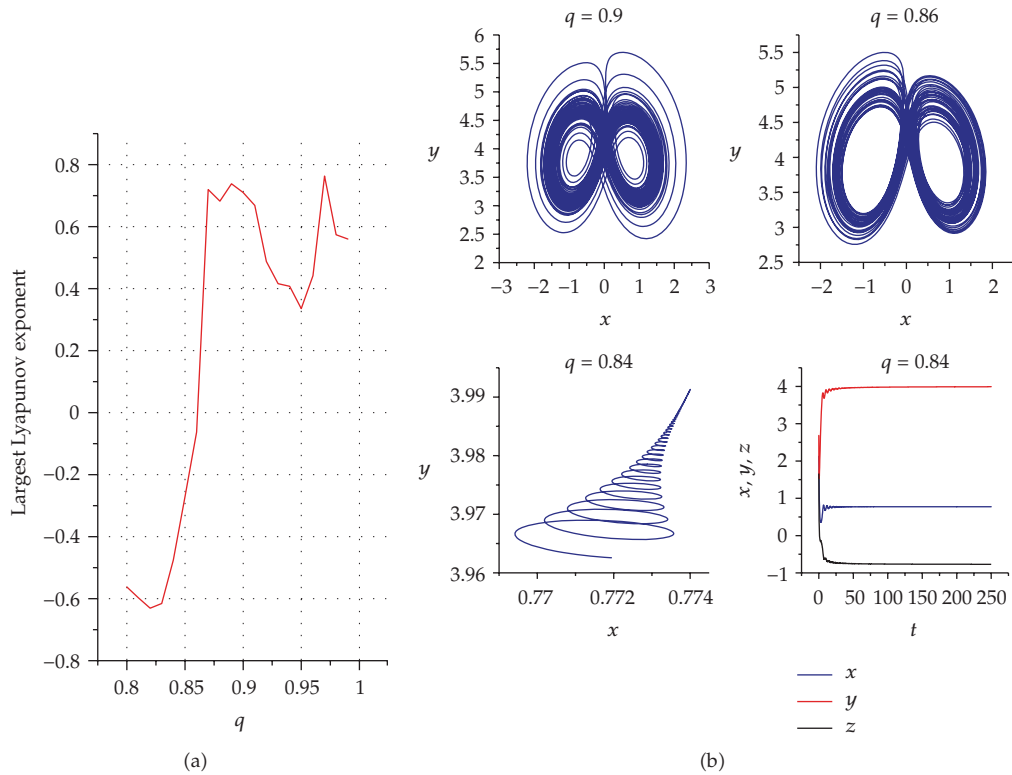 Largest Lyapunov exponent
0.8
0.6
0.4
0.2
0
−0.2
−0.4
−0.6
−0.8
0.8 0.85 0.9 0.95 1
q
(a)
q = 0.9
y
6
5.5
5
4.5
4
3.5
3
2.5
2
−3 −2 −1 0 1 2 3
x
q = 0.86
y
5.5
5
4.5
4
3.5
3
2.5
−2 −1 0 1 2
x
q = 0.84
y
3.99
3.98
3.97
3.96
0.77 0.772 0.774
x
q = 0.84
x, y, z
4
3
2
1
0
−1
0 50 100 150 200 250
t
x
y
z
(b)